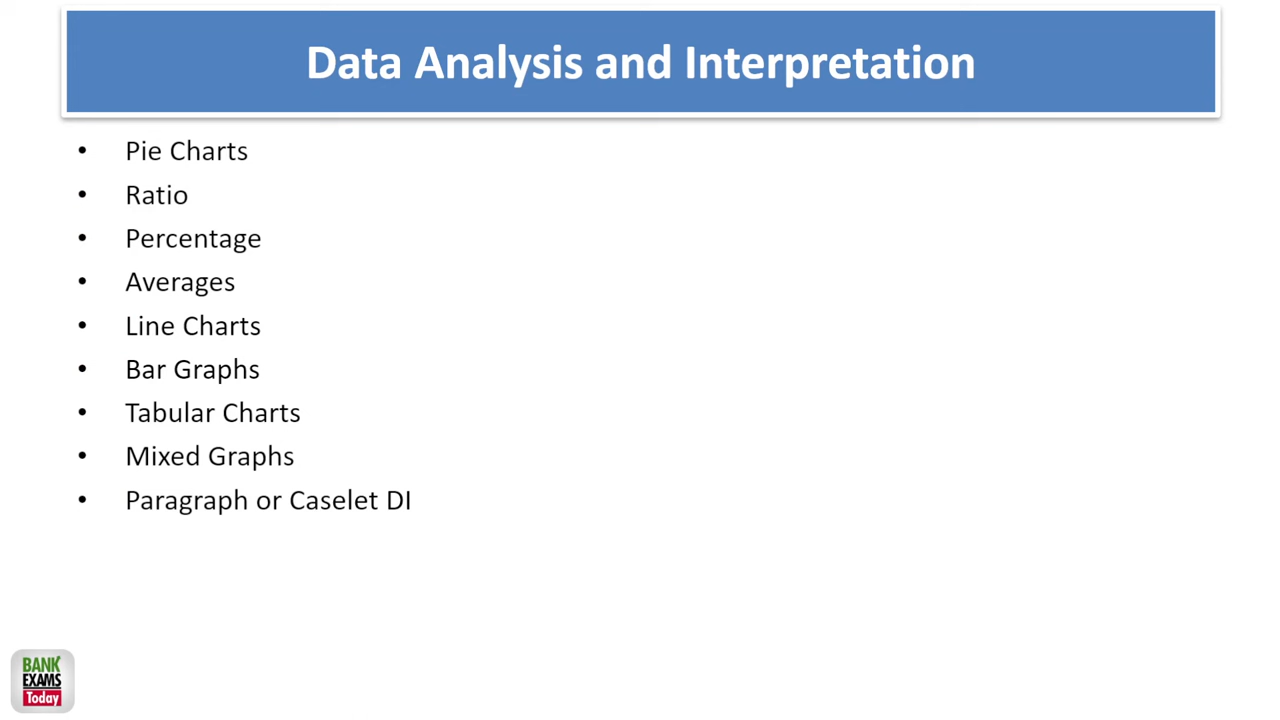 Data Analysis and Interpretation
• Pie Charts
• Ratio
• Percentage
• Averages
• Line Charts
• Bar Graphs
• Tabular Charts
• Mixed Graphs
• Paragraph or Caselet DI
BANK
EXAMS
Today